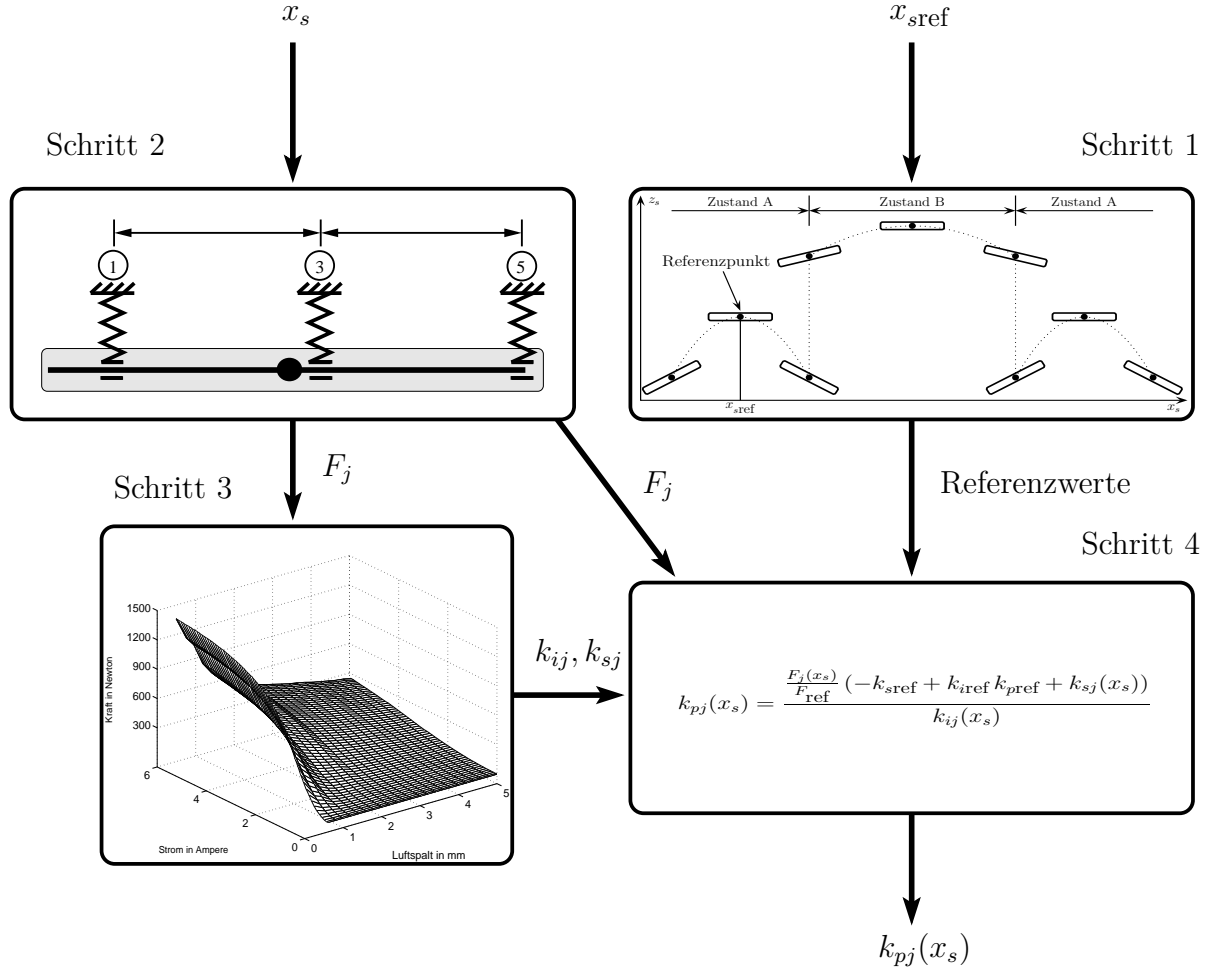 x_s
x_sref
Schritt 2
Schritt 1
1 3 5
z_s
Zustand A Zustand B Zustand A
Referenzpunkt
x_sref
x_s
F_j
Schritt 3
F_j
Referenzwerte
Schritt 4
1500
1200
900
600
300
Kraft in Newton
6
4
2
0
Strom in Ampere
0
1
2
3
4
5
Luftspalt in mm
k_ij, k_sj
k_pj(x_s) = \frac{\frac{F_j(x_s)}{F_ref} (-k_sref + k_iref k_pref + k_sj(x_s))}{k_ij(x_s)}
k_pj(x_s)